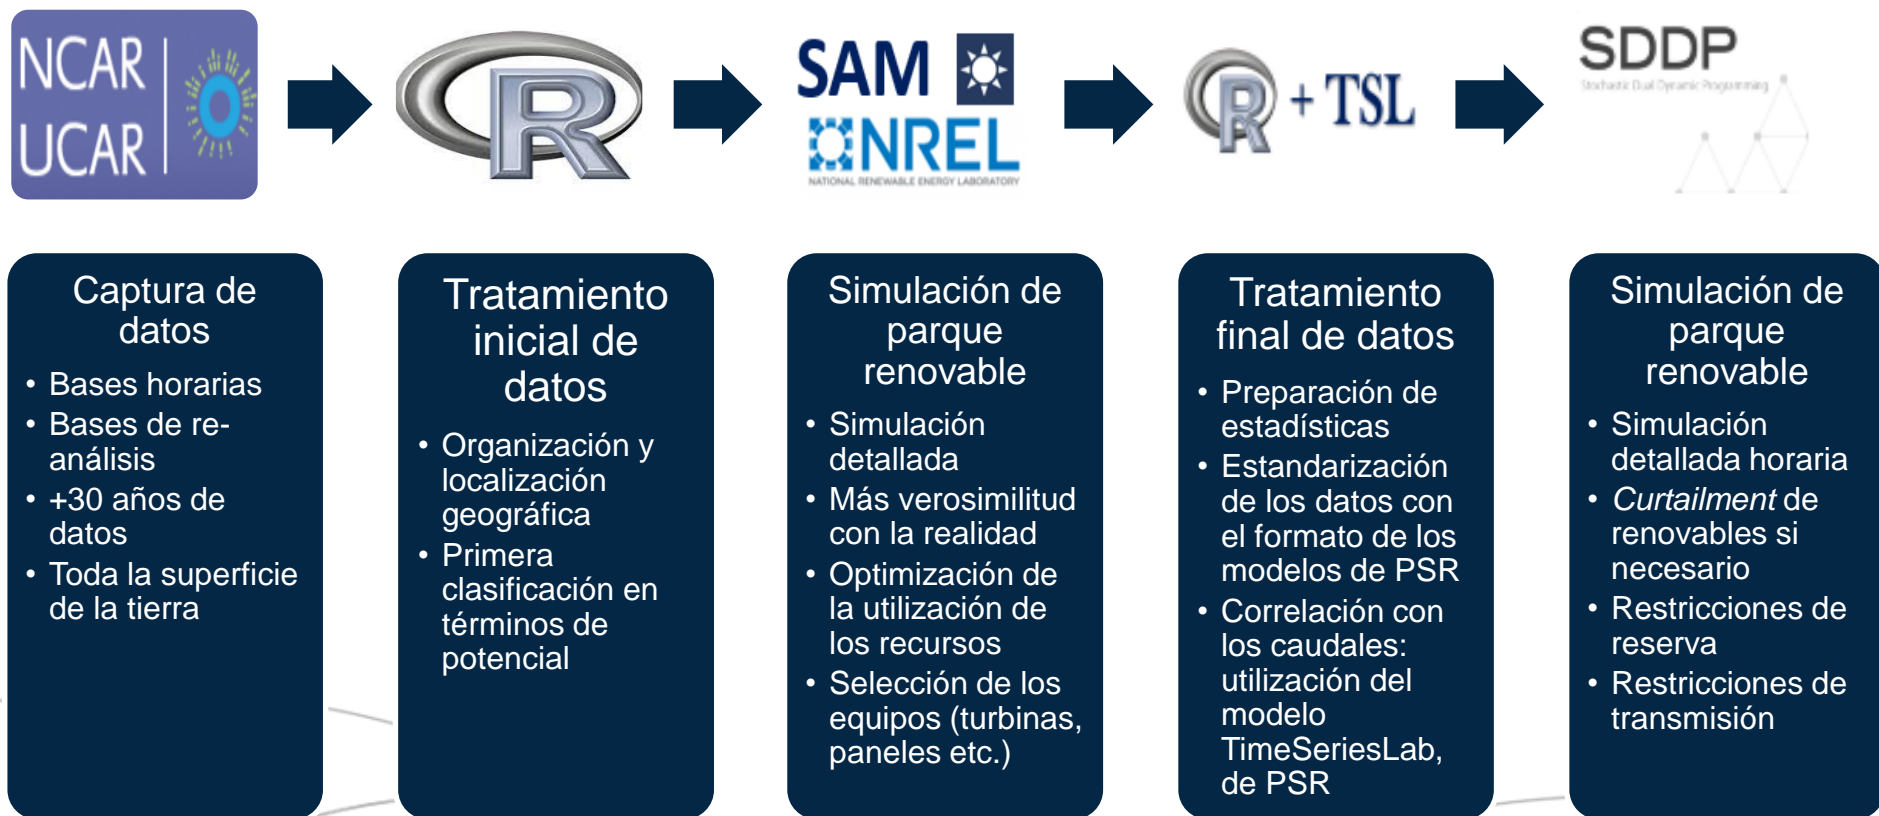 NCAR
UCAR
R
SAM
NREL
NATIONAL RENEWABLE ENERGY LABORATORY
R + TSL
SDDP
Stochastic Dual Dynamic Programming
Captura de
datos
• Bases horarias
• Bases de re-
análisis
• +30 años de
datos
• Toda la superficie
de la tierra
Tratamiento
inicial de
datos
• Organización y
localización
geográfica
• Primera
clasificación en
términos de
potencial
Simulación de
parque
renovable
• Simulación
detallada
• Más verosimilitud
con la realidad
• Optimización de
la utilización de
los recursos
• Selección de los
equipos (turbinas,
paneles etc.)
Tratamiento
final de datos
• Preparación de
estadísticas
• Estandarización
de los datos con
el formato de los
modelos de PSR
• Correlación con
los caudales:
utilización del
modelo
TimeSeriesLab,
de PSR
Simulación de
parque
renovable
• Simulación
detallada horaria
• Curtailment de
renovables si
necesario
• Restricciones de
reserva
• Restricciones de
transmisión